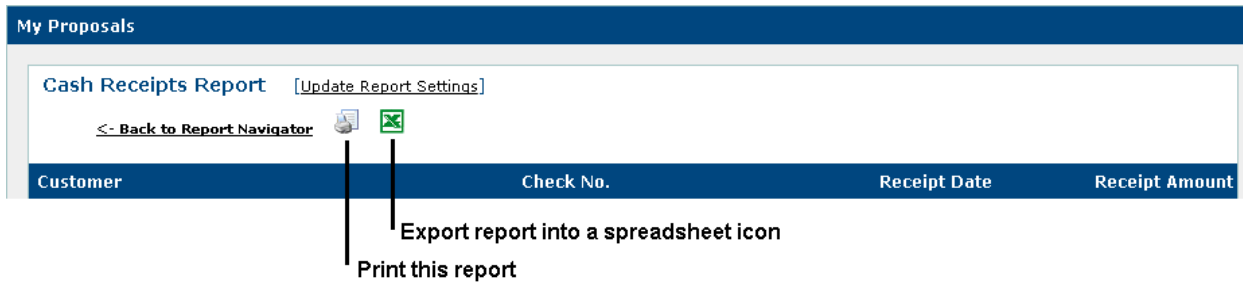 My Proposals
Cash Receipts Report [Update Report Settings]
<- Back to Report Navigator
Customer Check No. Receipt Date Receipt Amount
Export report into a spreadsheet icon
Print this report